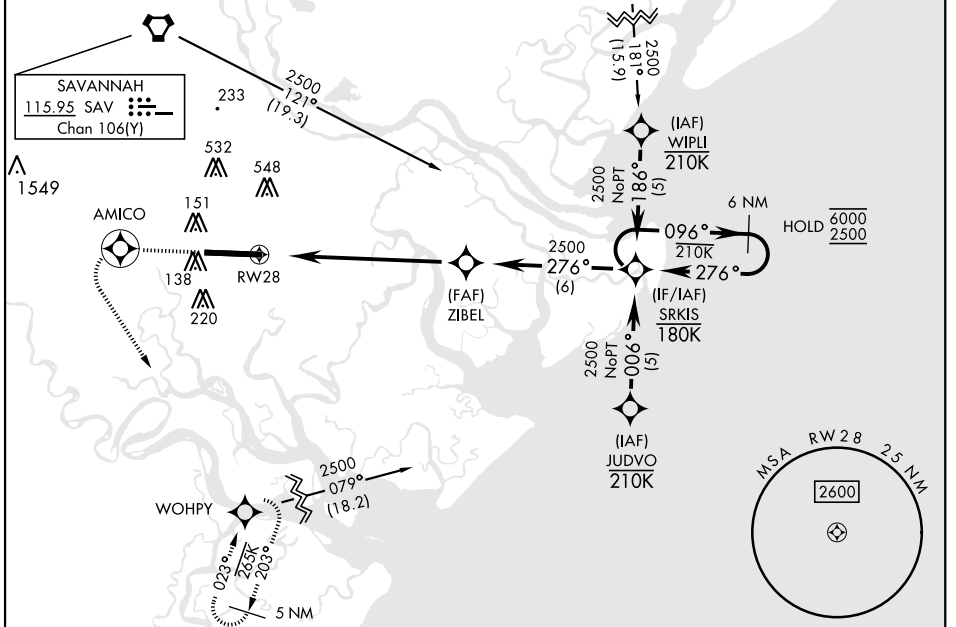 SAVANNAH
115.95 SAV
Chan 106(Y)
2500
121°
(19.3)
2500
181°
(15.9)
233
532
548
1549
151
138
220
AMICO
RW28
(IAF)
WIPLI
210K
2500
NoPT
186°
(5)
6 NM
HOLD 6000
2500
096°
210K
276°
2500
276°
(6)
(FAF)
ZIBEL
(IF/IAF)
SRKIS
180K
2500
NoPT
006°
(5)
(IAF)
JUDVO
210K
WOHPY
2500
079°
(18.2)
023°
265K
203°
5 NM
MSA RW28 25 NM
2600